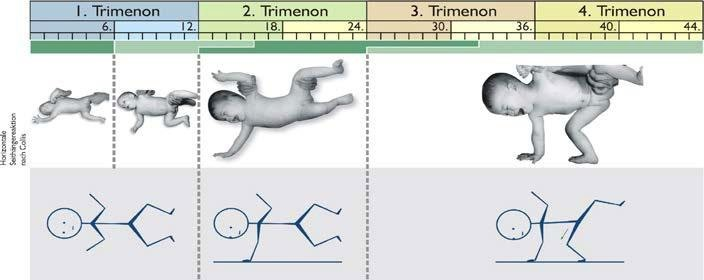 1. Trimenon 2. Trimenon 3. Trimenon 4. Trimenon
6. 12. 18. 24. 30. 36. 40. 44.
Horizontale
Seithängereaktion
nach Collis